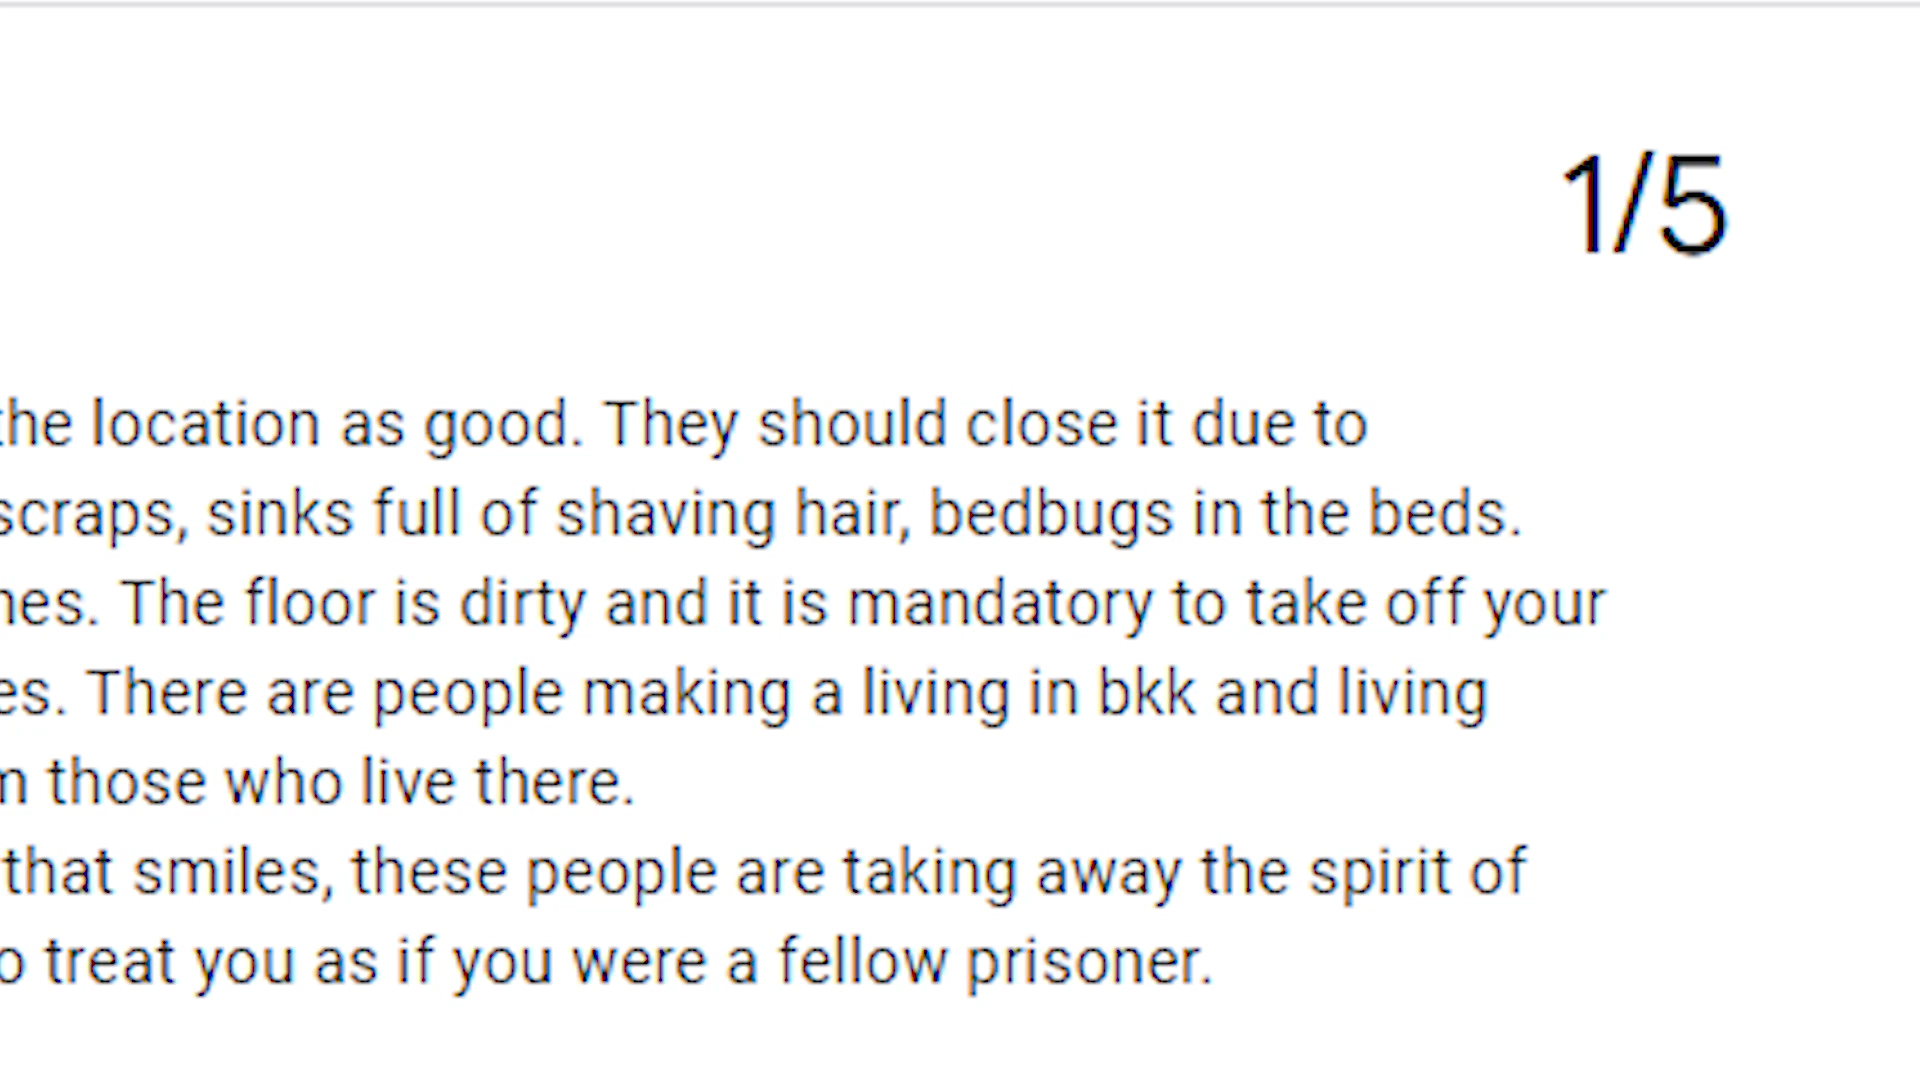 1/5
the location as good. They should close it due to
scraps, sinks full of shaving hair, bedbugs in the beds.
The floor is dirty and it is mandatory to take off your
There are people making a living in bkk and living
those who live there.
that smiles, these people are taking away the spirit of
treat you as if you were a fellow prisoner.